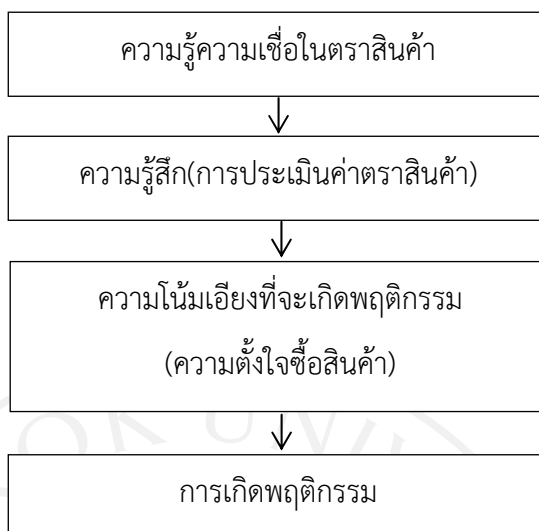 ความรู้ความเชื่อในตราสินค้า
ความรู้สึก(การประเมินค่าตราสินค้า)
ความโน้มเอียงที่จะเกิดพฤติกรรม
(ความตั้งใจซื้อสินค้า)
การเกิดพฤติกรรม